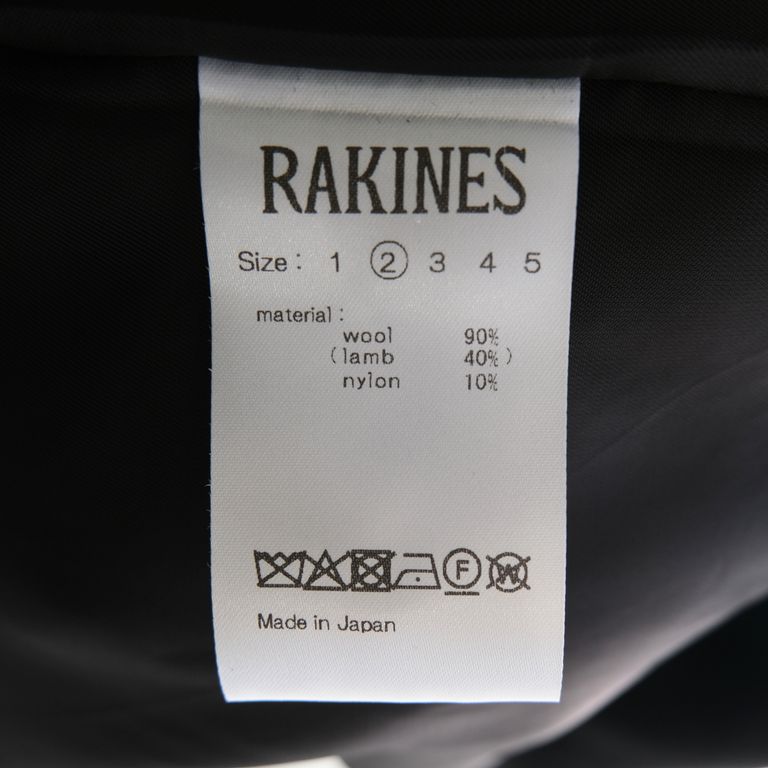 RAKINES
Size: 1 2 3 4 5
material:
wool 90%
(lamb 40%)
nylon 10%
F W
Made in Japan